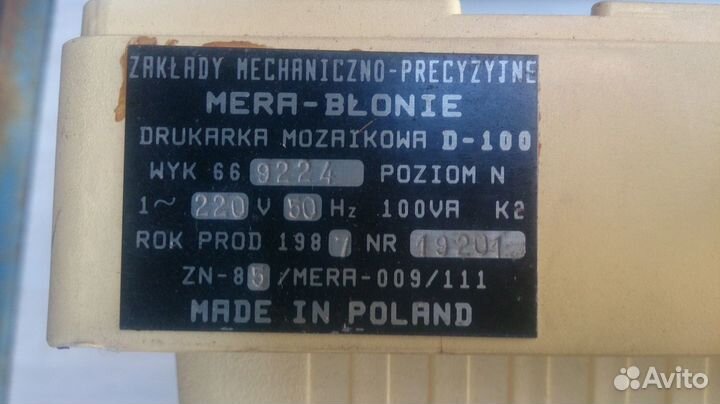 ZAKŁADY MECHANICZNO-PRECYZYJNE
MERA-BŁONIE
DRUKARKA MOZAIKOWA D-100
WYK 66 9224 POZIOM N
1~ 220 V 50 Hz 100VA K2
ROK PROD 1987 NR 19201
ZN-85/MERA-009/111
MADE IN POLAND
Avito